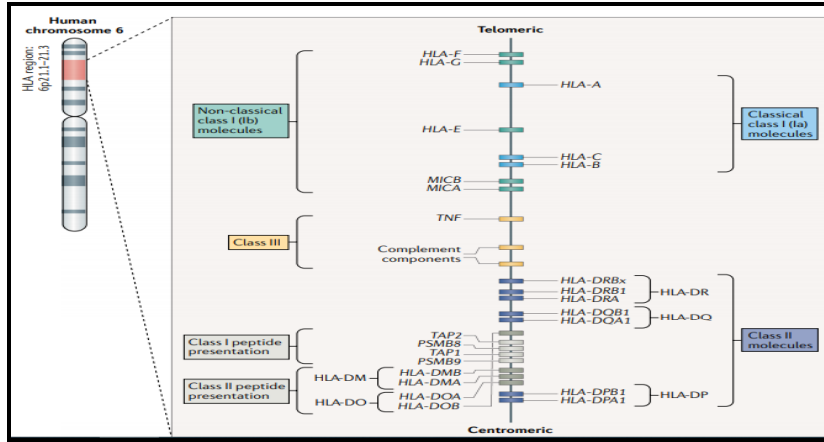 Human
chromosome 6
HLA region:
6p21.1–21.3
Telomeric
HLA-F
HLA-G
HLA-A
Non-classical
class I (Ib)
molecules
HLA-E
Classical
class I (Ia)
molecules
HLA-C
HLA-B
MICB
MICA
TNF
Class III
Complement
components
HLA-DRBx
HLA-DRB1
HLA-DRA
HLA-DR
HLA-DQB1
HLA-DQA1
HLA-DQ
Class II
molecules
Class I peptide
presentation
TAP2
PSMB8
TAP1
PSMB9
Class II peptide
presentation
HLA-DM
HLA-DMB
HLA-DMA
HLA-DO
HLA-DOA
HLA-DOB
HLA-DPB1
HLA-DPA1
HLA-DP
Centromeric